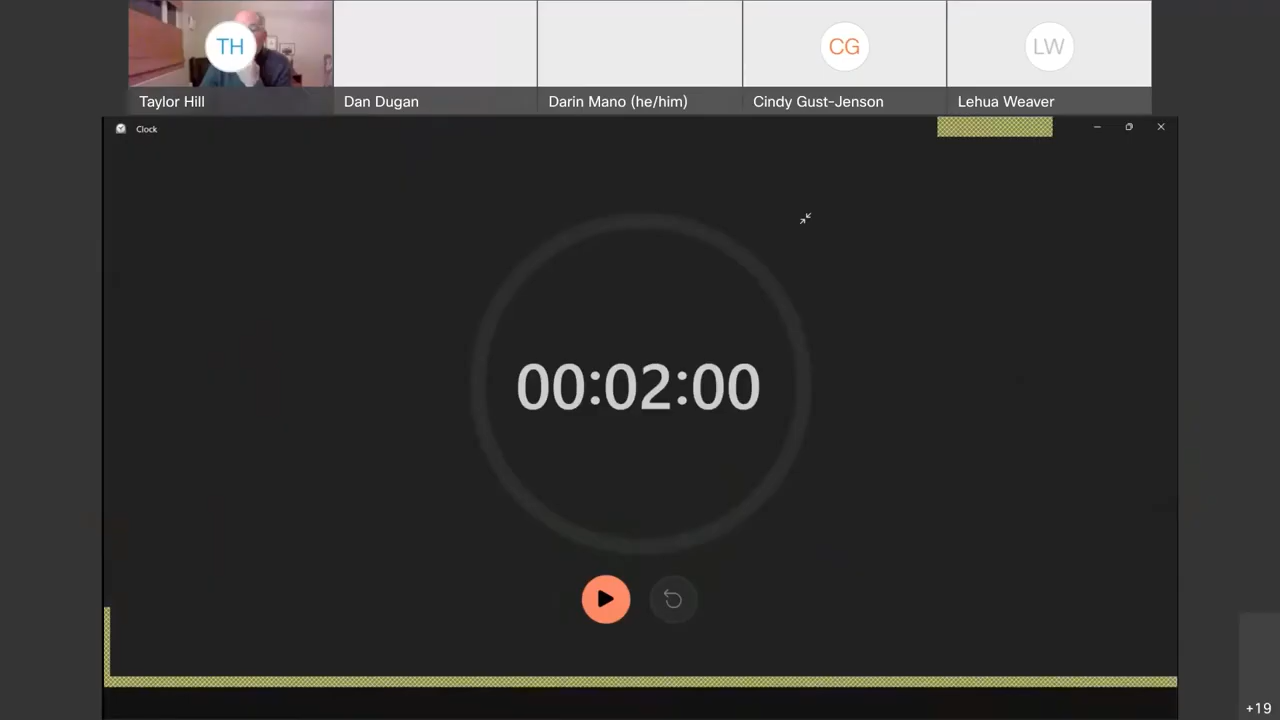 TH
CG
LW
Taylor Hill
Dan Dugan
Darin Mano (he/him)
Cindy Gust-Jenson
Lehua Weaver
Clock
00:02:00
+19